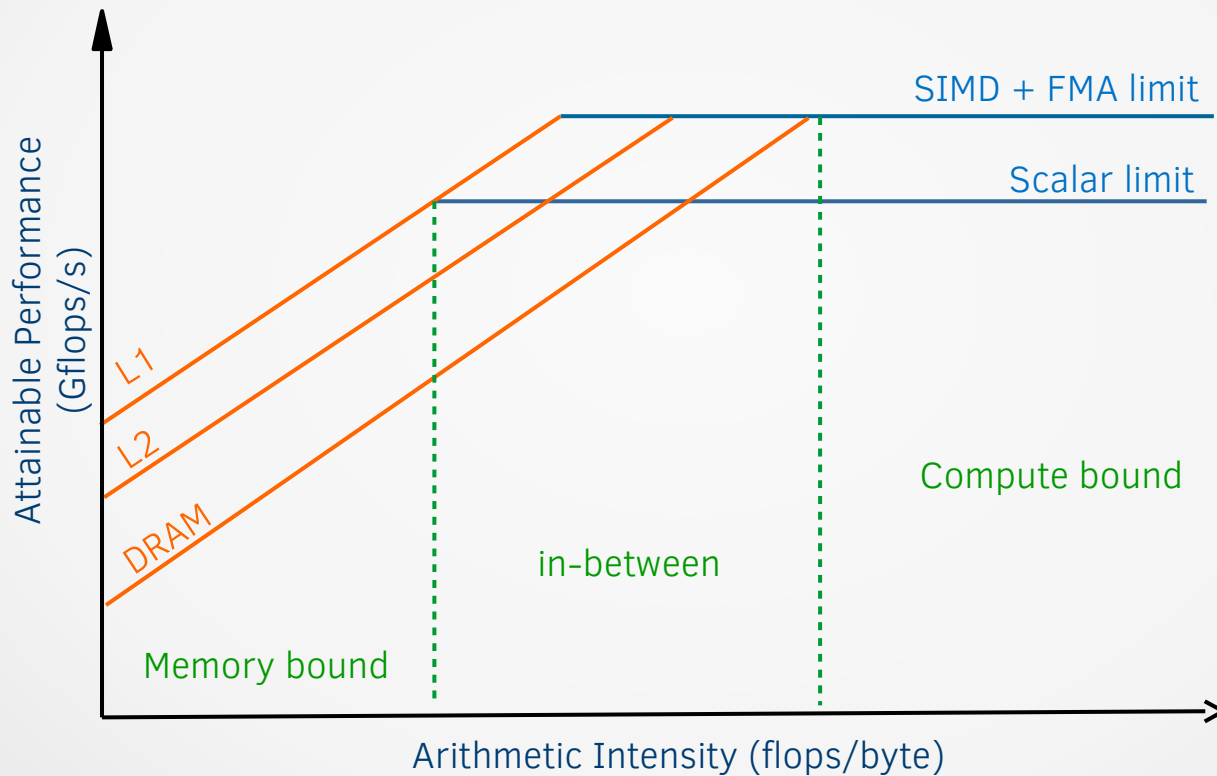 SIMD + FMA limit
Scalar limit
Attainable Performance
(Gflops/s)
L1
L2
DRAM
Compute bound
in-between
Memory bound
Arithmetic Intensity (flops/byte)